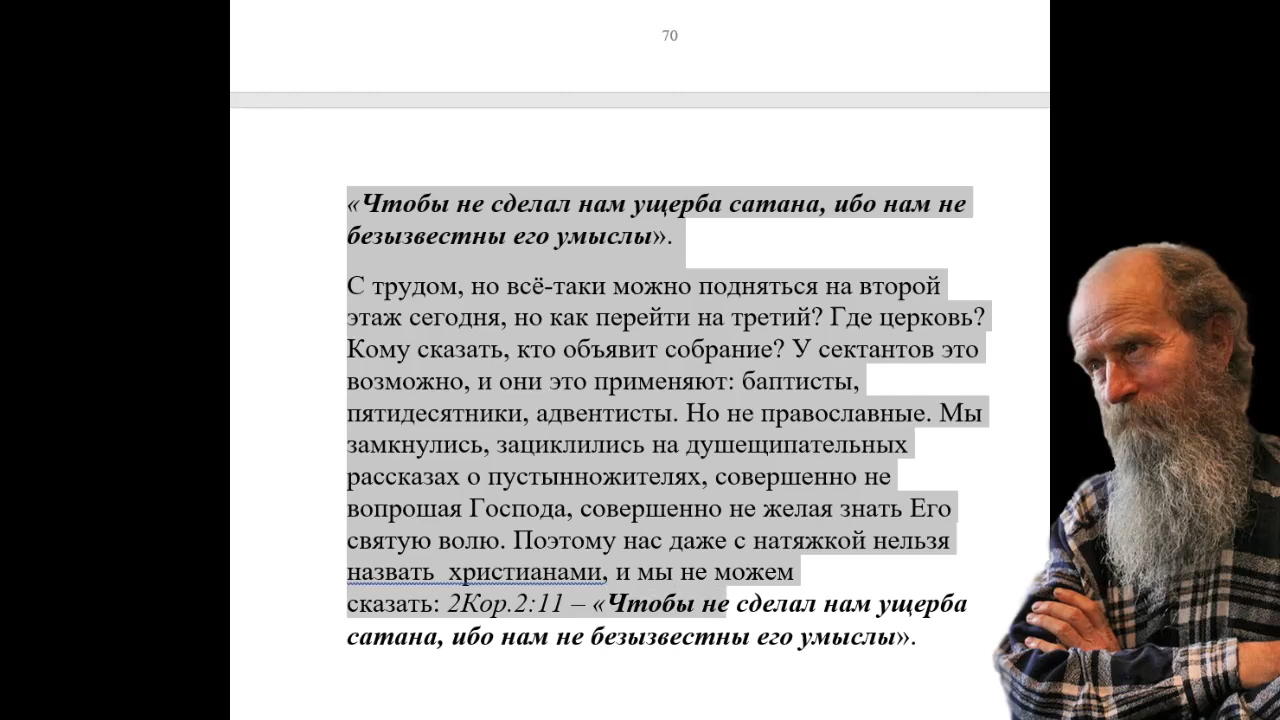 70
«Чтобы не сделал нам ущерба сатана, ибо нам не
безызвестны его умыслы».
С трудом, но всё-таки можно подняться на второй
этаж сегодня, но как перейти на третий? Где церковь?
Кому сказать, кто объявит собрание? У сектантов это
возможно, и они это применяют: баптисты,
пятидесятники, адвентисты. Но не православные. Мы
замкнулись, зациклились на душещипательных
рассказах о пустынножителях, совершенно не
вопрошая Господа, совершенно не желая знать Его
святую волю. Поэтому нас даже с натяжкой нельзя
назвать  христианами, и мы не можем
сказать: 2Кор.2:11 – «Чтобы не сделал нам ущерба
сатана, ибо нам не безызвестны его умыслы».